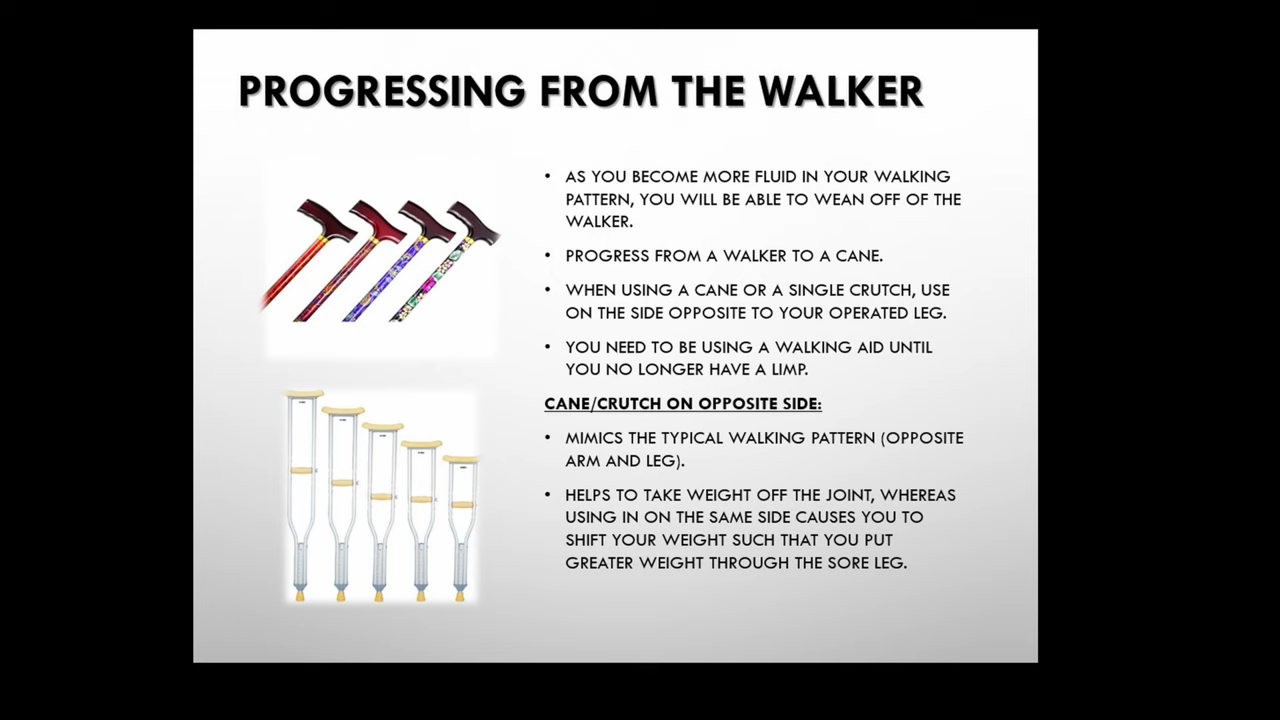 PROGRESSING FROM THE WALKER
• AS YOU BECOME MORE FLUID IN YOUR WALKING
PATTERN, YOU WILL BE ABLE TO WEAN OFF OF THE
WALKER.
• PROGRESS FROM A WALKER TO A CANE.
• WHEN USING A CANE OR A SINGLE CRUTCH, USE
ON THE SIDE OPPOSITE TO YOUR OPERATED LEG.
• YOU NEED TO BE USING A WALKING AID UNTIL
YOU NO LONGER HAVE A LIMP.
CANE/CRUTCH ON OPPOSITE SIDE:
• MIMICS THE TYPICAL WALKING PATTERN (OPPOSITE
ARM AND LEG).
• HELPS TO TAKE WEIGHT OFF THE JOINT, WHEREAS
USING IN ON THE SAME SIDE CAUSES YOU TO
SHIFT YOUR WEIGHT SUCH THAT YOU PUT
GREATER WEIGHT THROUGH THE SORE LEG.